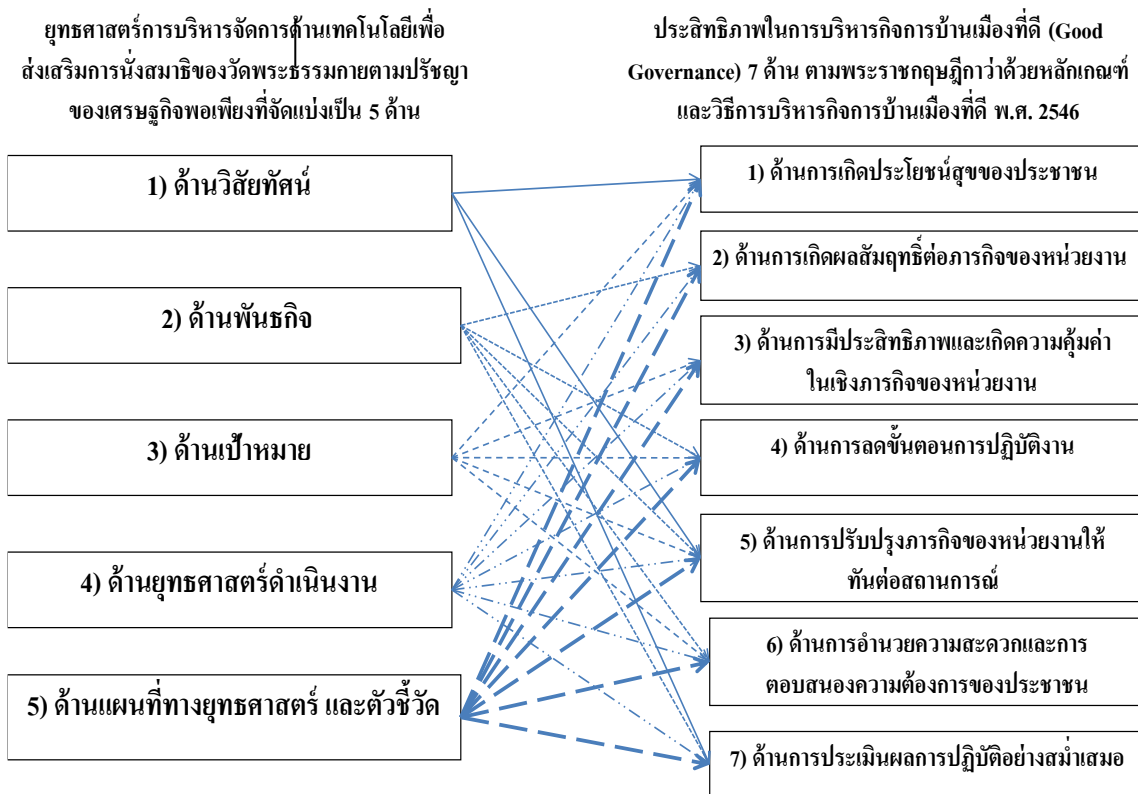 ยุทธศาสตร์การบริหารจัดการด้านเทคโนโลยีเพื่อ
ส่งเสริมการนั่งสมาธิของวัดพระธรรมกายตามปรัชญา
ของเศรษฐกิจพอเพียงที่จัดแบ่งเป็น 5 ด้าน
1) ด้านวิสัยทัศน์
2) ด้านพันธกิจ
3) ด้านเป้าหมาย
4) ด้านยุทธศาสตร์ดำเนินงาน
5) ด้านแผนที่ทางยุทธศาสตร์ และตัวชี้วัด
ประสิทธิภาพในการบริหารกิจการบ้านเมืองที่ดี (Good
Governance) 7 ด้าน ตามพระราชกฤษฎีกาว่าด้วยหลักเกณฑ์
และวิธีการบริหารกิจการบ้านเมืองที่ดี พ.ศ. 2546
1) ด้านการเกิดประโยชน์สุขของประชาชน
2) ด้านการเกิดผลสัมฤทธิ์ต่อภารกิจของหน่วยงาน
3) ด้านการมีประสิทธิภาพและเกิดความคุ้มค่า
ในเชิงภารกิจของหน่วยงาน
4) ด้านการลดขั้นตอนการปฏิบัติงาน
5) ด้านการปรับปรุงภารกิจของหน่วยงานให้
ทันต่อสถานการณ์
6) ด้านการอำนวยความสะดวกและการ
ตอบสนองความต้องการของประชาชน
7) ด้านการประเมินผลการปฏิบัติอย่างสม่ำเสมอ